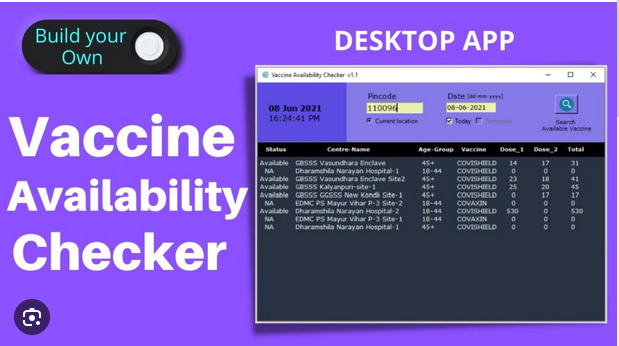 Build your
Own
DESKTOP APP
Vaccine
Availability
Checker
Vaccine Availability Checker v1.1
08 Jun 2021
16:24:41 PM
Pincode
110096
Current location
Date [dd-mm-yyyy]
08-06-2021
Today
Search
Available Vaccine
Status Centre-Name Age-Group Vaccine Dose_1 Dose_2 Total
Available GBSSS Vasundhara Enclave 45+ COVISHIELD 14 17 31
NA Dharamshila Narayan Hospital-1 18-44 COVISHIELD 0 0 0
Available GBSSS Vasundhara Enclave Site2 45+ COVISHIELD 23 18 41
Available GBSSS Kalyanpuri-site-1 45+ COVISHIELD 25 20 45
Available GBSSS GGSSS New Kondli Site-1 45+ COVISHIELD 0 17 17
NA EDMC PS Mayur Vihar P-3 Site-2 18-44 COVAXIN 0 0 0
Available Dharamshila Narayan Hospital-2 18-44 COVISHIELD 530 0 530
NA EDMC PS Mayur Vihar P-3 Site-1 18-44 COVAXIN 0 0 0
NA Dharamshila Narayan Hospital-1 45+ COVISHIELD 0 0 0